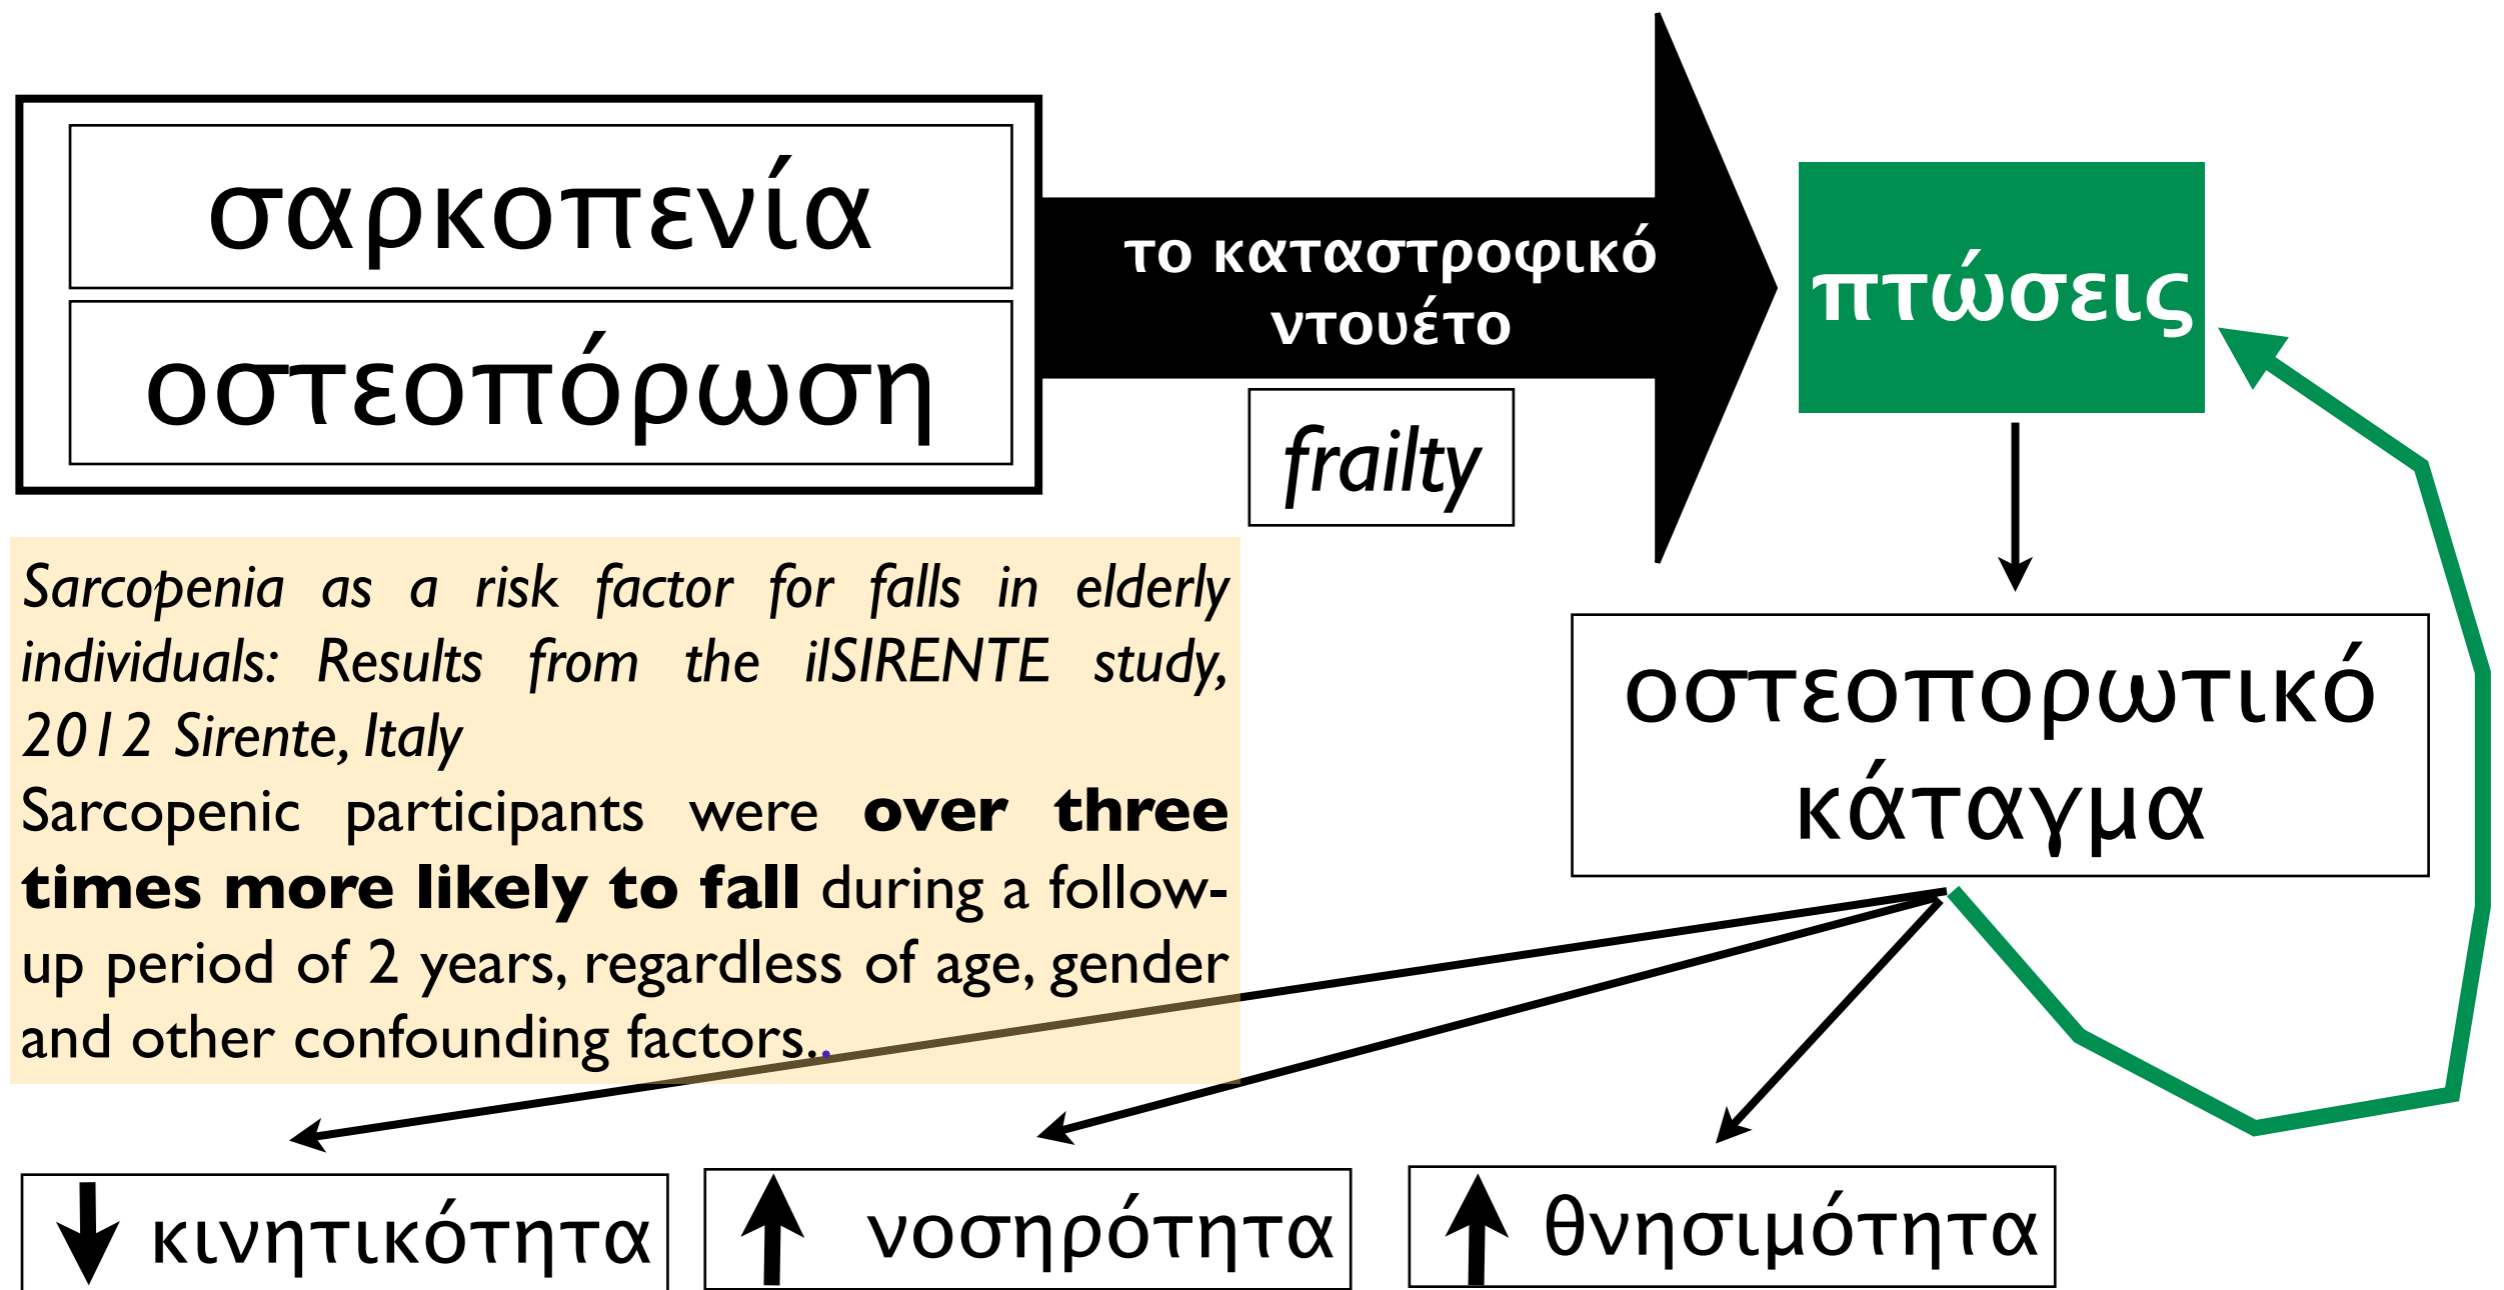 σαρκοπενία
οστεοπόρωση
το καταστροφικό
ντουέτο
frailty
πτώσεις
Sarcopenia as a risk factor for falls in elderly
individuals: Results from the ilSIRENTE study,
2012 Sirente, Italy
Sarcopenic participants were over three
times more likely to fall during a follow-
up period of 2 years, regardless of age, gender
and other confounding factors..
οστεοπορωτικό
κάταγμα
κινητικότητα
νοσηρότητα
θνησιμότητα